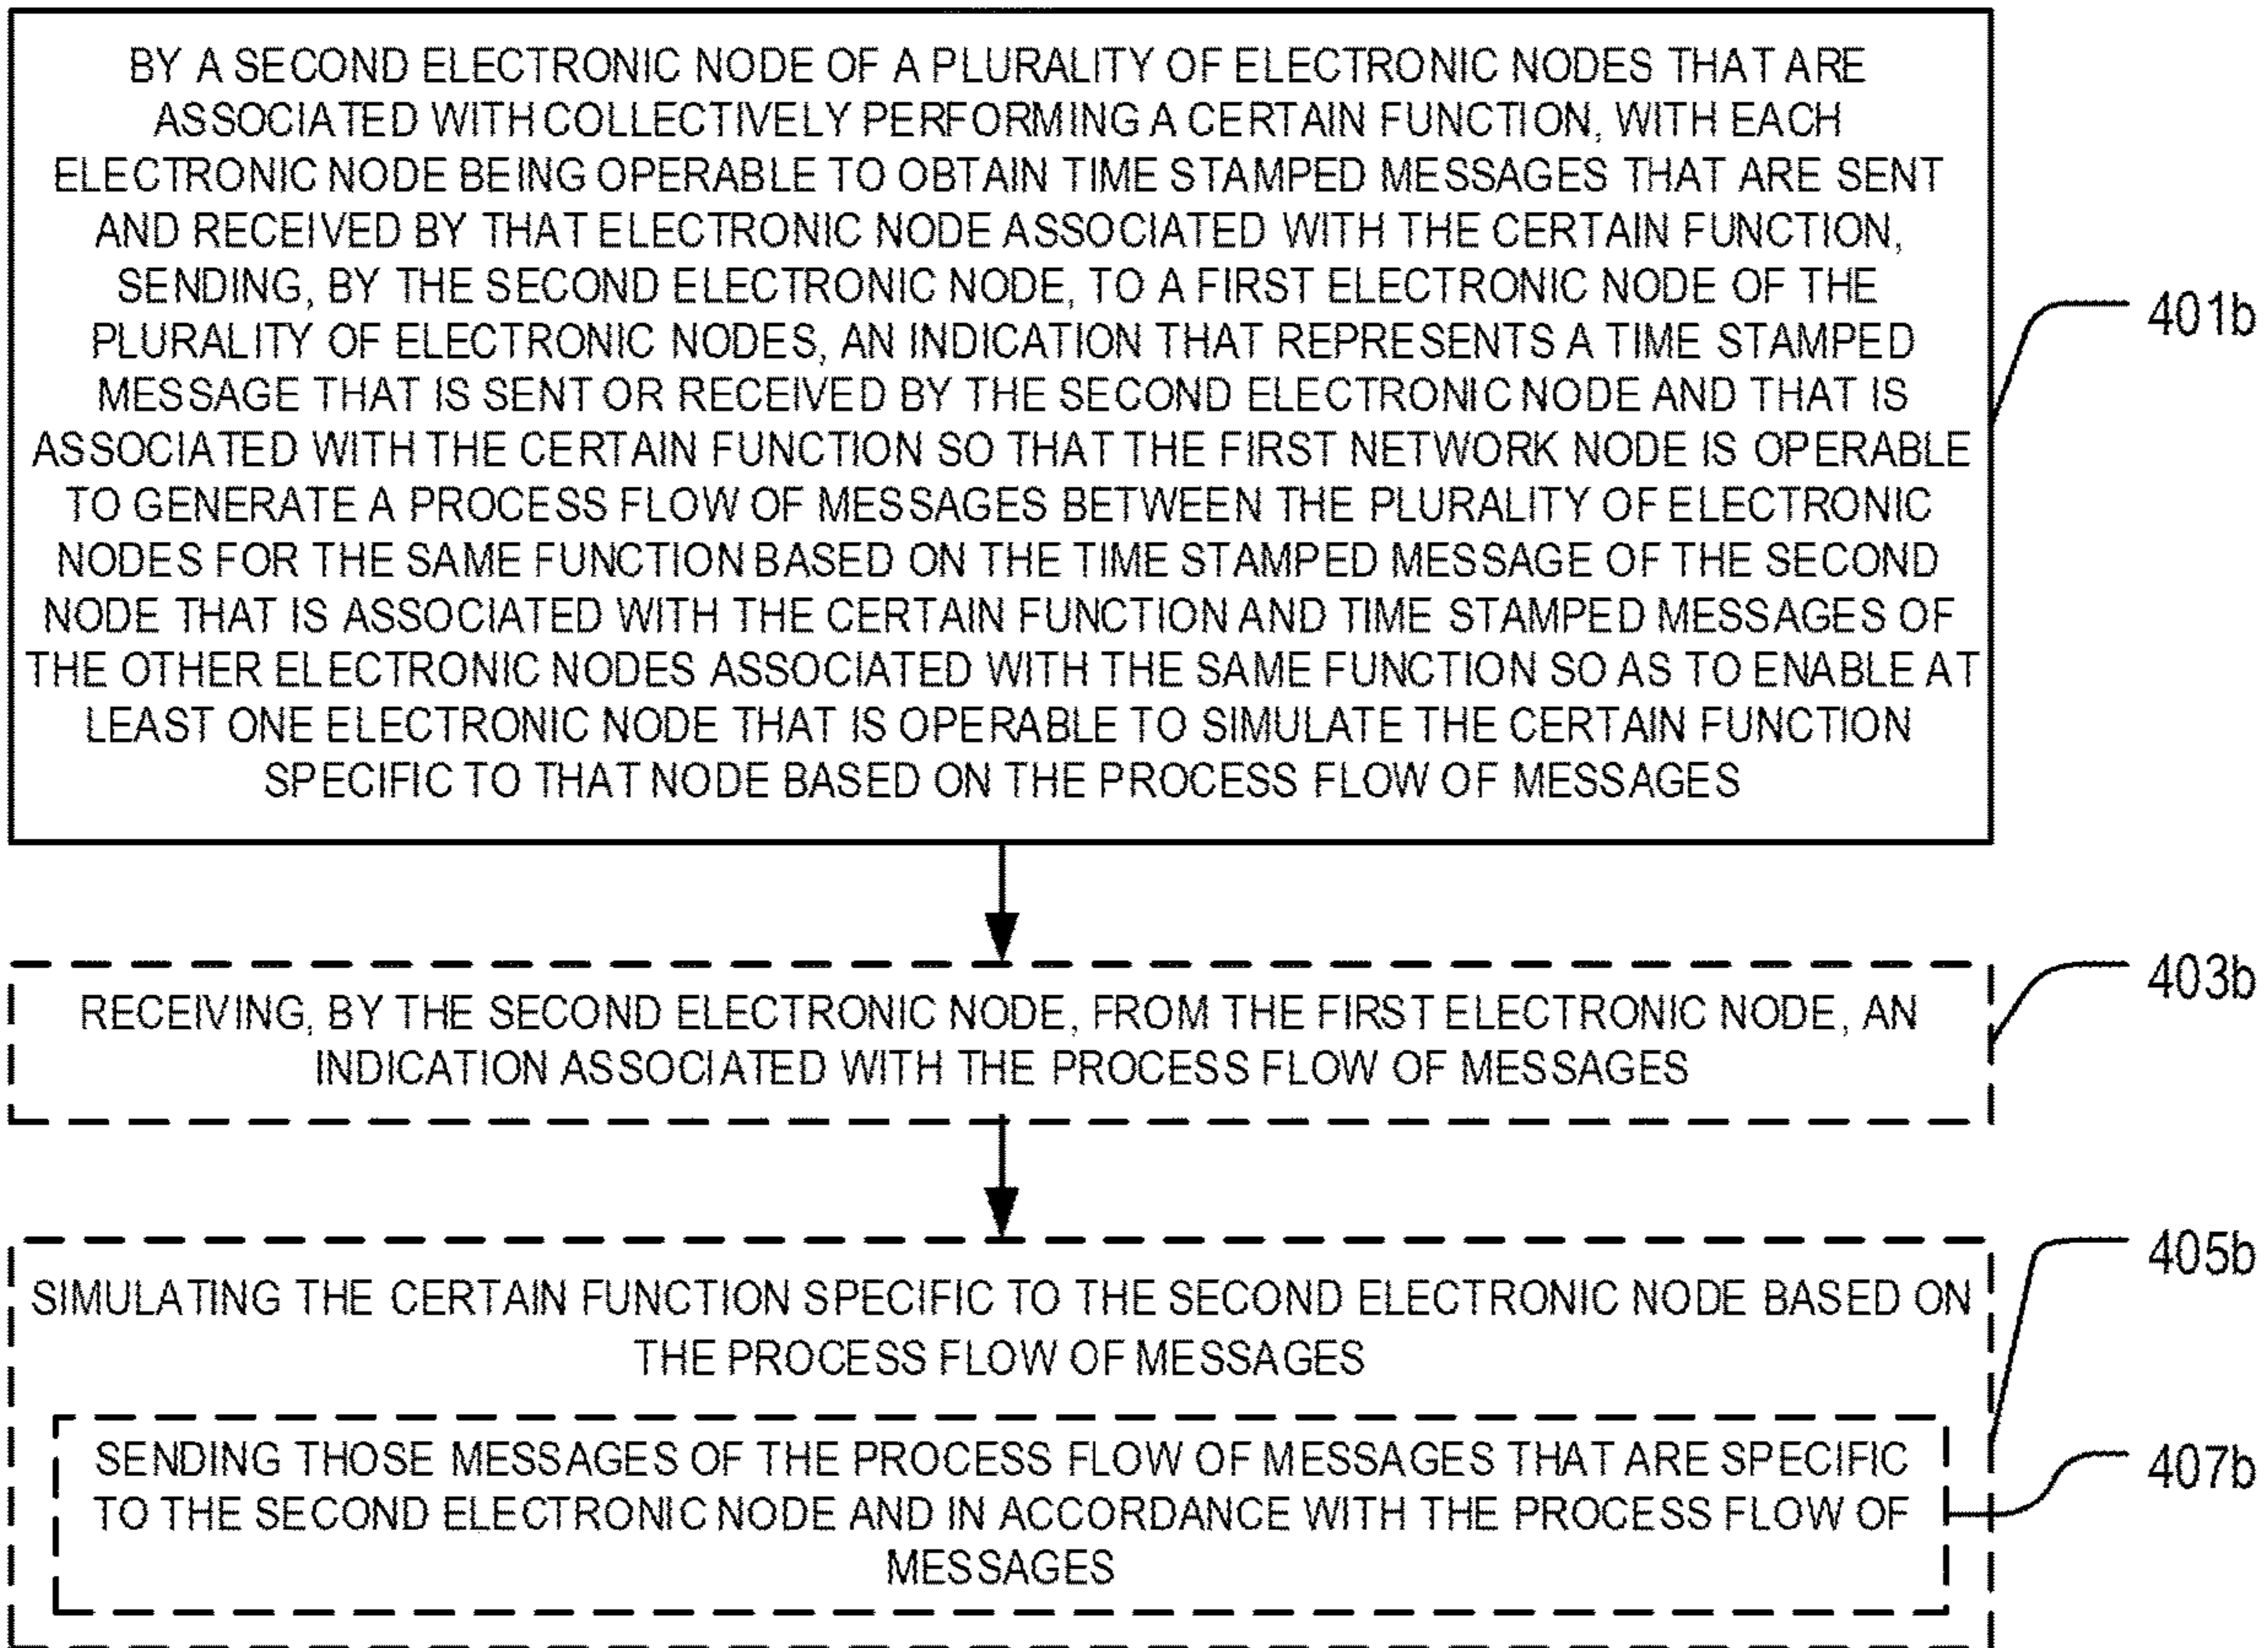 BY A SECOND ELECTRONIC NODE OF A PLURALITY OF ELECTRONIC NODES THAT ARE
ASSOCIATED WITH COLLECTIVELY PERFORMING A CERTAIN FUNCTION, WITH EACH
ELECTRONIC NODE BEING OPERABLE TO OBTAIN TIME STAMPED MESSAGES THAT ARE SENT
AND RECEIVED BY THAT ELECTRONIC NODE ASSOCIATED WITH THE CERTAIN FUNCTION,
SENDING, BY THE SECOND ELECTRONIC NODE, TO A FIRST ELECTRONIC NODE OF THE
PLURALITY OF ELECTRONIC NODES, AN INDICATION THAT REPRESENTS A TIME STAMPED
MESSAGE THAT IS SENT OR RECEIVED BY THE SECOND ELECTRONIC NODE AND THAT IS
ASSOCIATED WITH THE CERTAIN FUNCTION SO THAT THE FIRST NETWORK NODE IS OPERABLE
TO GENERATE A PROCESS FLOW OF MESSAGES BETWEEN THE PLURALITY OF ELECTRONIC
NODES FOR THE SAME FUNCTION BASED ON THE TIME STAMPED MESSAGE OF THE SECOND
NODE THAT IS ASSOCIATED WITH THE CERTAIN FUNCTION AND TIME STAMPED MESSAGES OF
THE OTHER ELECTRONIC NODES ASSOCIATED WITH THE SAME FUNCTION SO AS TO ENABLE AT
LEAST ONE ELECTRONIC NODE THAT IS OPERABLE TO SIMULATE THE CERTAIN FUNCTION
SPECIFIC TO THAT NODE BASED ON THE PROCESS FLOW OF MESSAGES
401b
RECEIVING, BY THE SECOND ELECTRONIC NODE, FROM THE FIRST ELECTRONIC NODE, AN
INDICATION ASSOCIATED WITH THE PROCESS FLOW OF MESSAGES
403b
SIMULATING THE CERTAIN FUNCTION SPECIFIC TO THE SECOND ELECTRONIC NODE BASED ON
THE PROCESS FLOW OF MESSAGES
405b
SENDING THOSE MESSAGES OF THE PROCESS FLOW OF MESSAGES THAT ARE SPECIFIC
TO THE SECOND ELECTRONIC NODE AND IN ACCORDANCE WITH THE PROCESS FLOW OF
MESSAGES
407b